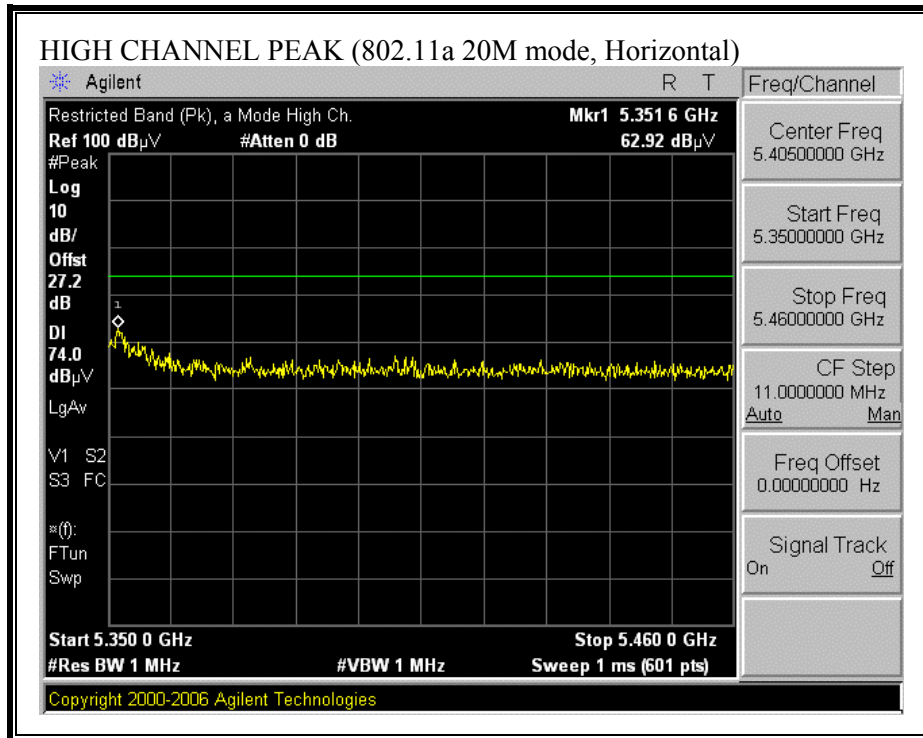 HIGH CHANNEL PEAK (802.11a 20M mode, Horizontal)
Agilent R T
Restricted Band (Pk), a Mode High Ch.
Mkr1 5.351 6 GHz
Ref 100 dBµV #Atten 0 dB 62.92 dBµV
#Peak
Log
10
dB/
Offst
27.2
dB
DI
74.0
dBµV
LgAv
V1 S2
S3 FC
¤(f):
FTun
Swp
1
Start 5.350 0 GHz Stop 5.460 0 GHz
#Res BW 1 MHz #VBW 1 MHz Sweep 1 ms (601 pts)
Copyright 2000-2006 Agilent Technologies
Freq/Channel
Center Freq
5.40500000 GHz
Start Freq
5.35000000 GHz
Stop Freq
5.46000000 GHz
CF Step
11.0000000 MHz
Auto Man
Freq Offset
0.00000000 Hz
Signal Track
On Off